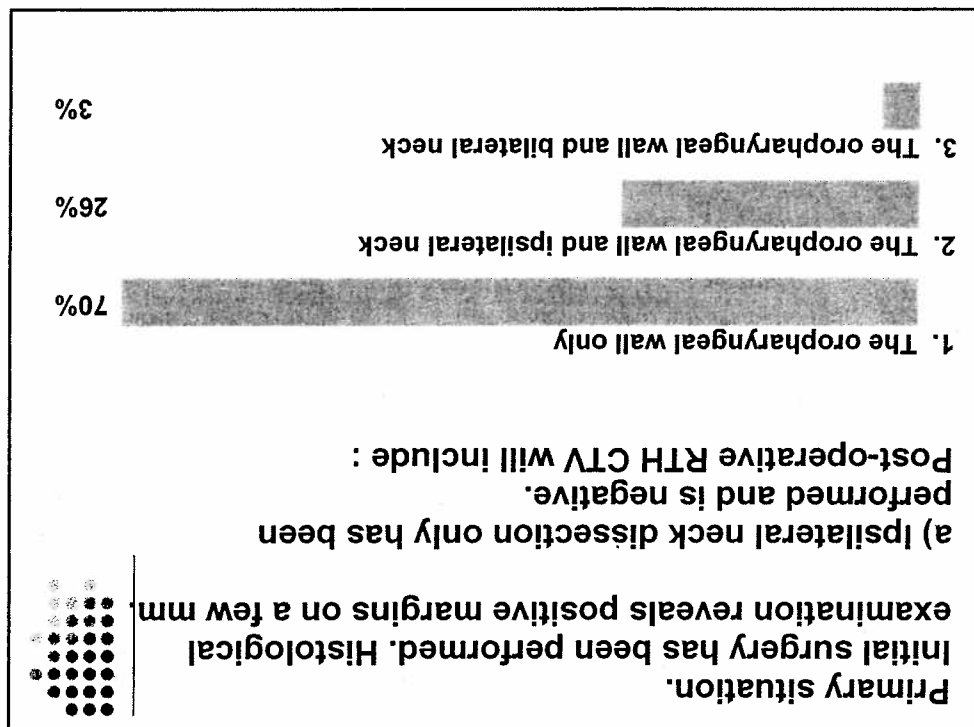 Primary situation.
Initial surgery has been performed. Histological
examination reveals positive margins on a few mm.
a) Ipsilateral neck dissection only has been
performed and is negative.
Post-operative RTH CTV will include :
1. The oropharyngeal wall only
70%
2. The oropharyngeal wall and ipsilateral neck
26%
3. The oropharyngeal wall and bilateral neck
3%